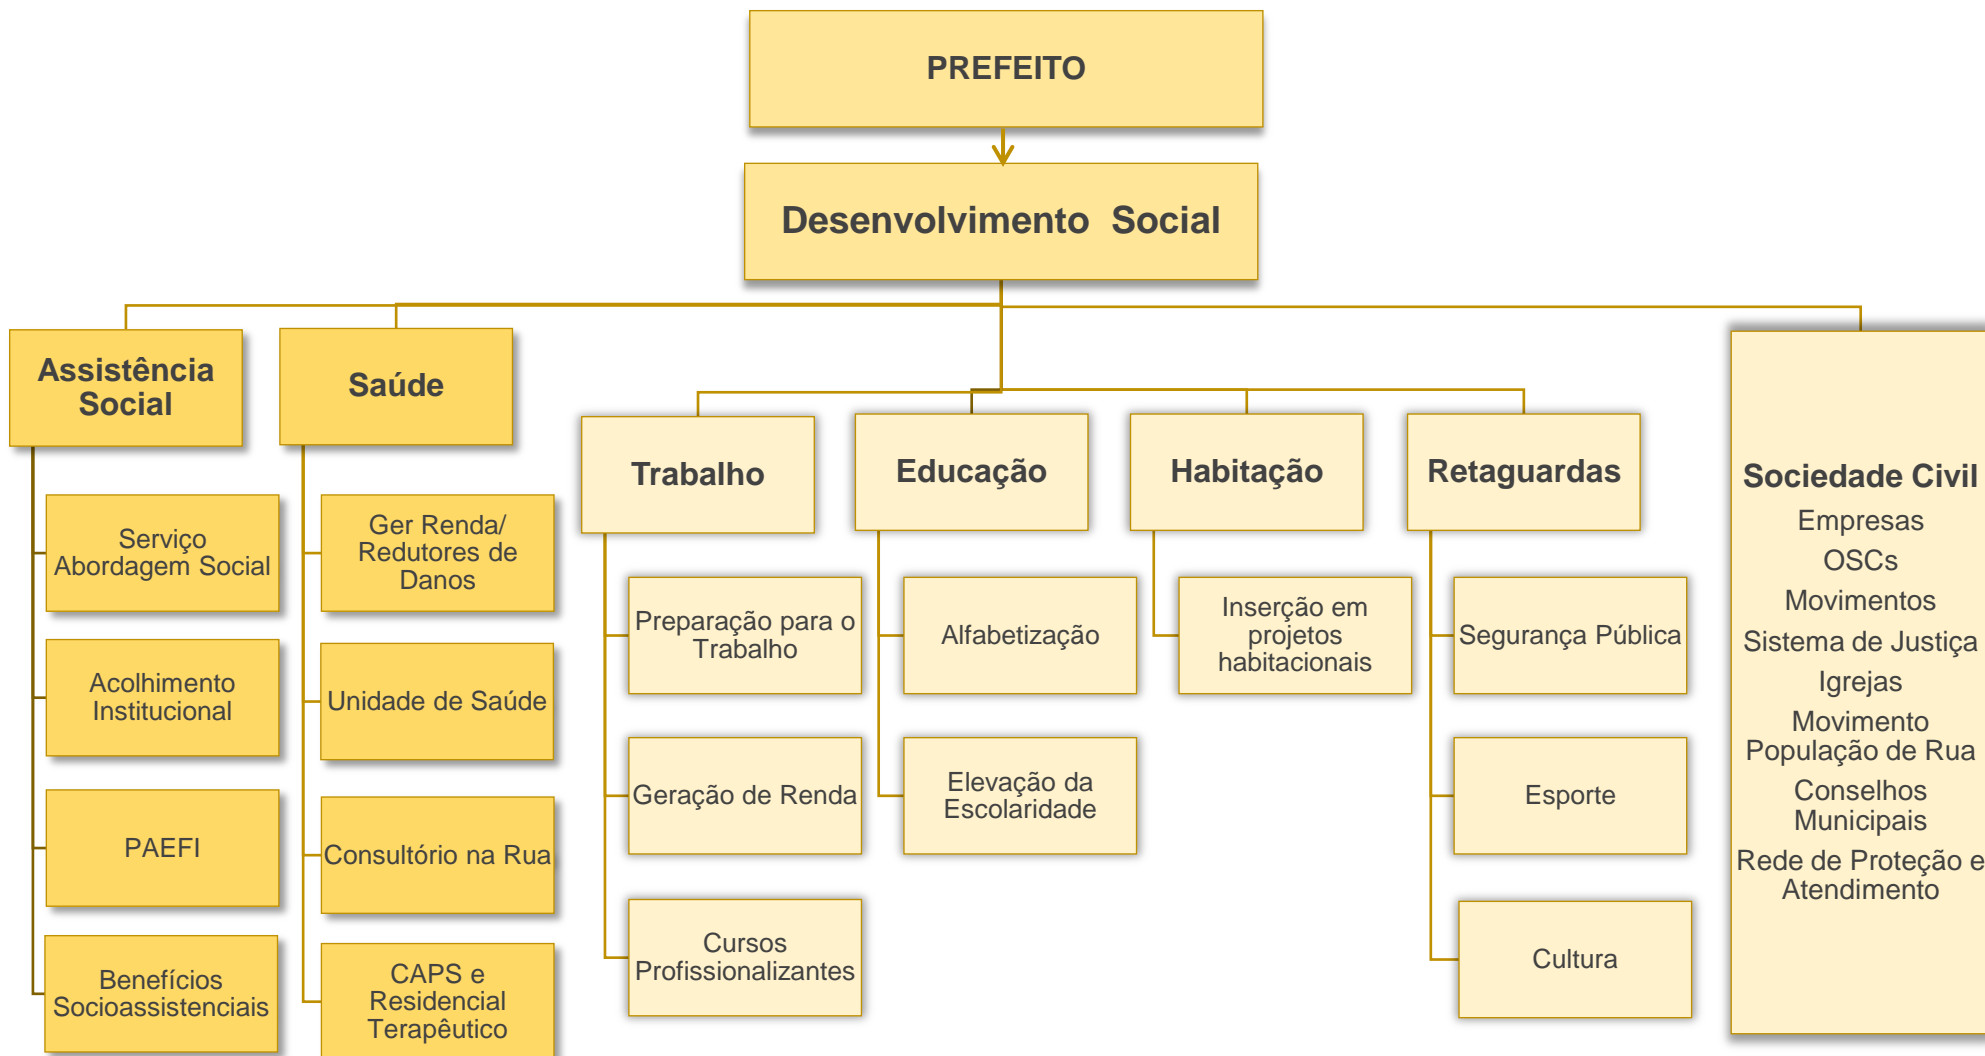 PREFEITO
Desenvolvimento Social
Assistência
Social
Serviço
Abordagem Social
Acolhimento
Institucional
PAEFI
Benefícios
Socioassistenciais
Saúde
Ger Renda/
Redutores de
Danos
Unidade de Saúde
Consultório na Rua
CAPS e
Residencial
Terapêutico
Trabalho
Preparação para o
Trabalho
Geração de Renda
Cursos
Profissionalizantes
Educação
Alfabetização
Elevação da
Escolaridade
Habitação
Inserção em
projetos
habitacionais
Retaguardas
Segurança Pública
Esporte
Cultura
Sociedade Civil
Empresas
OSCs
Movimentos
Sistema de Justiça
Igrejas
Movimento
População de Rua
Conselhos
Municipais
Rede de Proteção e
Atendimento